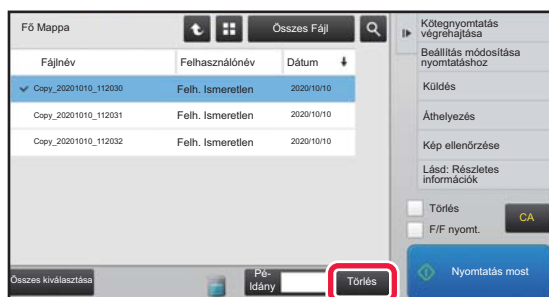 Fő Mappa
Összes Fájl
Fájlnév Felhasználónév Dátum
Copy_20201010_112030 Felh. Ismeretlen 2020/10/10
Copy_20201010_112031 Felh. Ismeretlen 2020/10/10
Copy_20201010_112032 Felh. Ismeretlen 2020/10/10
Összes kiválasztása
Pé-
ldány
Törlés
Kötegnyomtatás
végrehajtása
Beállítás módosítása
nyomtatáshoz
Küldés
Áthelyezés
Kép ellenőrzése
Lásd: Részletes
információk
Törlés
F/F nyomt.
CA
Nyomtatás most